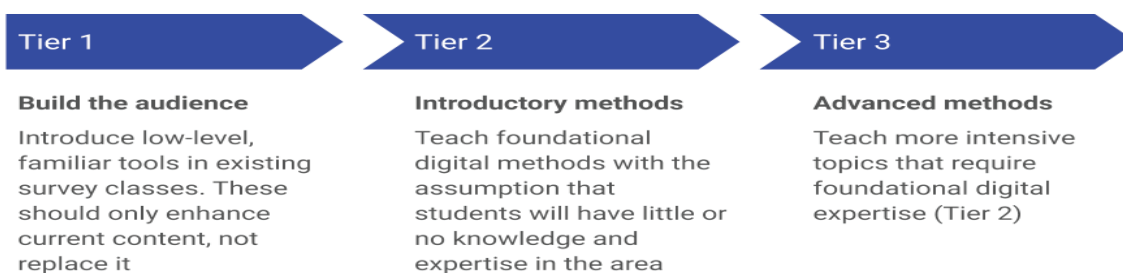 Tier 1
Build the audience
Introduce low-level,
familiar tools in existing
survey classes. These
should only enhance
current content, not
replace it
Tier 2
Introductory methods
Teach foundational
digital methods with the
assumption that
students will have little or
no knowledge and
expertise in the area
Tier 3
Advanced methods
Teach more intensive
topics that require
foundational digital
expertise (Tier 2)